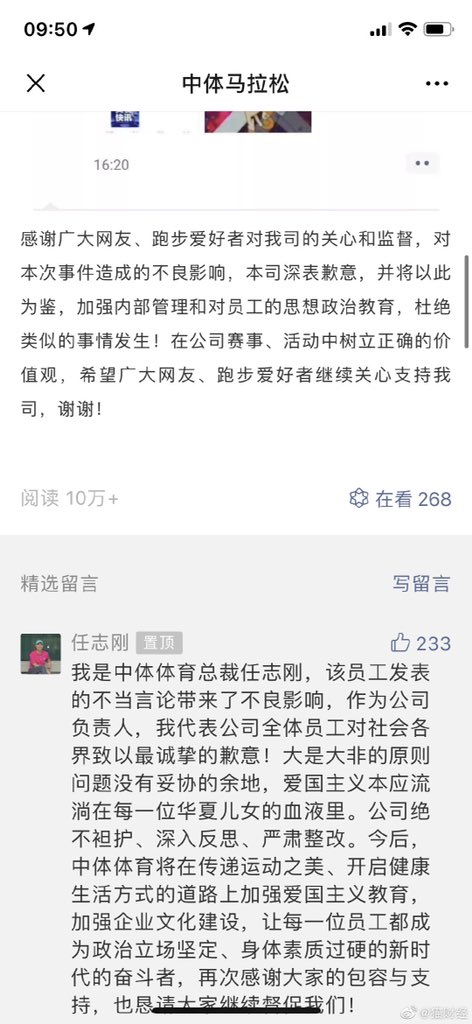 09:50
中体马拉松
快讯
16:20
感谢广大网友、跑步爱好者对我司的关心和监督，对
本次事件造成的不良影响，本司深表歉意，并将以此
为鉴，加强内部管理和对员工的思想政治教育，杜绝
类似的事情发生！在公司赛事、活动中树立正确的价
值观，希望广大网友、跑步爱好者继续关心支持我
司，谢谢！
阅读 10万+
在看 268
精选留言
写留言
任志刚 置顶
233
我是中体体育总裁任志刚，该员工发表
的不当言论带来了不良影响，作为公司
负责人，我代表公司全体员工对社会各
界致以最诚挚的歉意！大是大非的原则
问题没有妥协的余地，爱国主义本应流
淌在每一位华夏儿女的血液里。公司绝
不袒护、深入反思、严肃整改。今后，
中体体育将在传递运动之美、开启健康
生活方式的道路上加强爱国主义教育，
加强企业文化建设，让每一位员工都成
为政治立场坚定、身体素质过硬的新时
代的奋斗者，再次感谢大家的包容与支
持，也恳请大家继续督促我们！
@猫财经